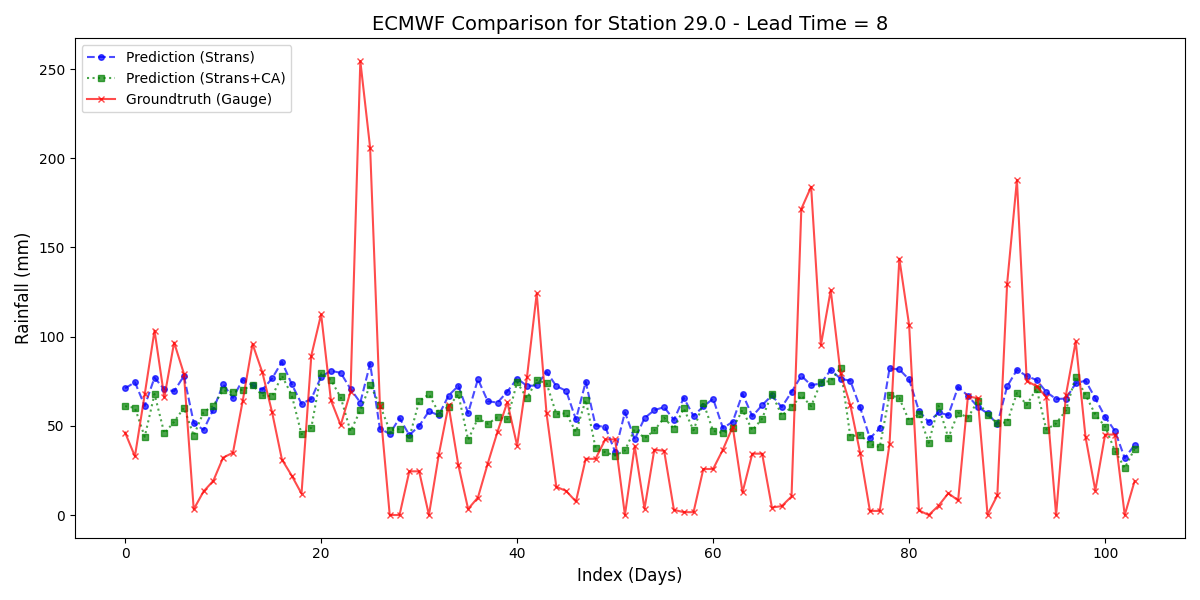 ECMWF Comparison for Station 29.0 - Lead Time = 8
Prediction (Strans)
Prediction (Strans+CA)
Groundtruth (Gauge)
Rainfall (mm)
250
200
150
100
50
0
0 20 40 60 80 100
Index (Days)